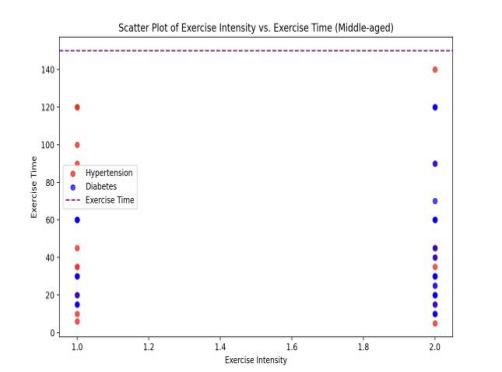 Scatter Plot of Exercise Intensity vs. Exercise Time (Middle-aged)
140
120
100
80
60
40
20
0
Exercise Time
Hypertension
Diabetes
Exercise Time
1.0 1.2 1.4 1.6 1.8 2.0
Exercise Intensity